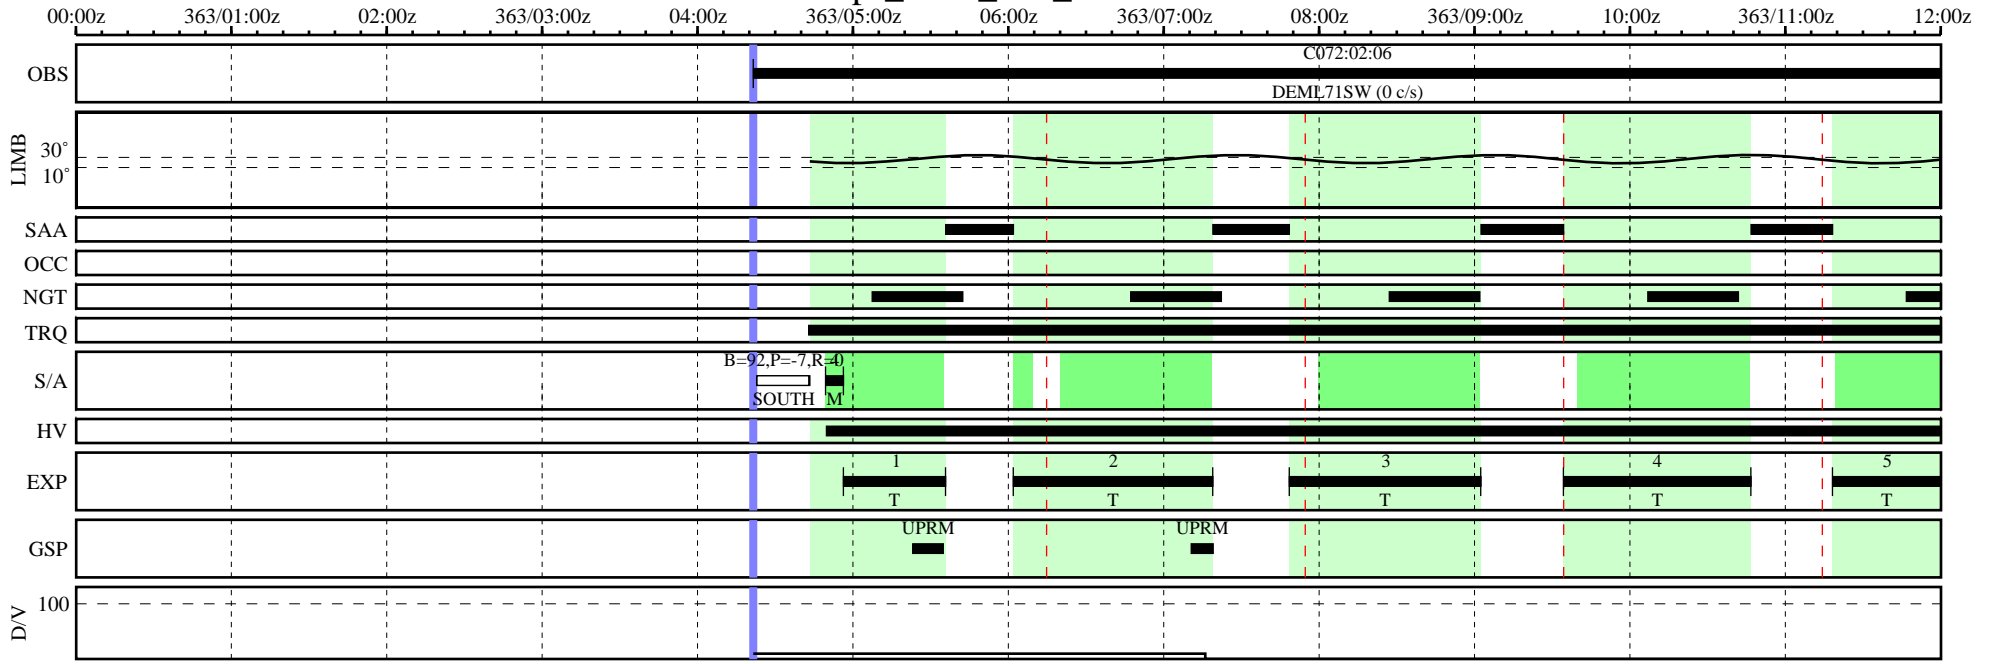 00:00z 363/01:00z 02:00z 363/03:00z 04:00z 363/05:00z 06:00z 363/07:00z 08:00z 363/09:00z 10:00z 363/11:00z 12:00z
OBS
C072:02:06
DEML71SW (0 c/s)
LIMB
30°
10°
SAA
OCC
NGT
TRQ
S/A
B=92,P=-7,R=40
SOUTH M
HV
EXP
1 2 3 4 5
T T T T T
GSP
UPRM UPRM
D/V
100